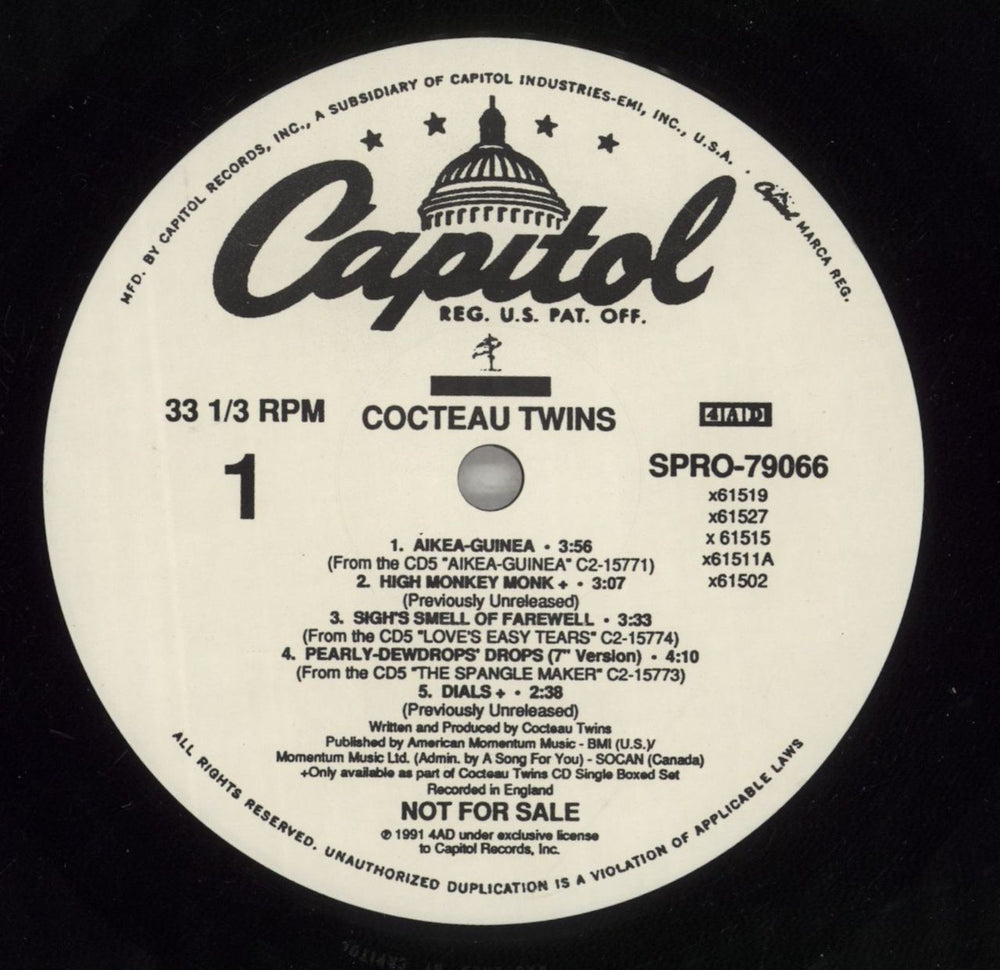 MFD. BY CAPITOL RECORDS, INC., A SUBSIDIARY OF CAPITOL INDUSTRIES-EMI, INC., U.S.A. · Capitol MARCA REG.
Capitol
REG. U.S. PAT. OFF.
33 1/3 RPM
COCTEAU TWINS
4AD
1
SPRO-79066
x61519
x61527
x 61515
x61511A
x61502
1. AIKEA-GUINEA • 3:56
(From the CD5 "AIKEA-GUINEA" C2-15771)
2. HIGH MONKEY MONK + • 3:07
(Previously Unreleased)
3. SIGH'S SMELL OF FAREWELL • 3:33
(From the CD5 "LOVE'S EASY TEARS" C2-15774)
4. PEARLY-DEWDROPS' DROPS (7" Version) • 4:10
(From the CD5 "THE SPANGLE MAKER" C2-15773)
5. DIALS + • 2:38
(Previously Unreleased)
Written and Produced by Cocteau Twins
Published by American Momentum Music - BMI (U.S.)/
Momentum Music Ltd. (Admin. by A Song For You) - SOCAN (Canada)
+Only available as part of Cocteau Twins CD Single Boxed Set
Recorded in England
NOT FOR SALE
℗ 1991 4AD under exclusive license
to Capitol Records, Inc.
ALL RIGHTS RESERVED. UNAUTHORIZED DUPLICATION IS A VIOLATION OF APPLICABLE LAWS